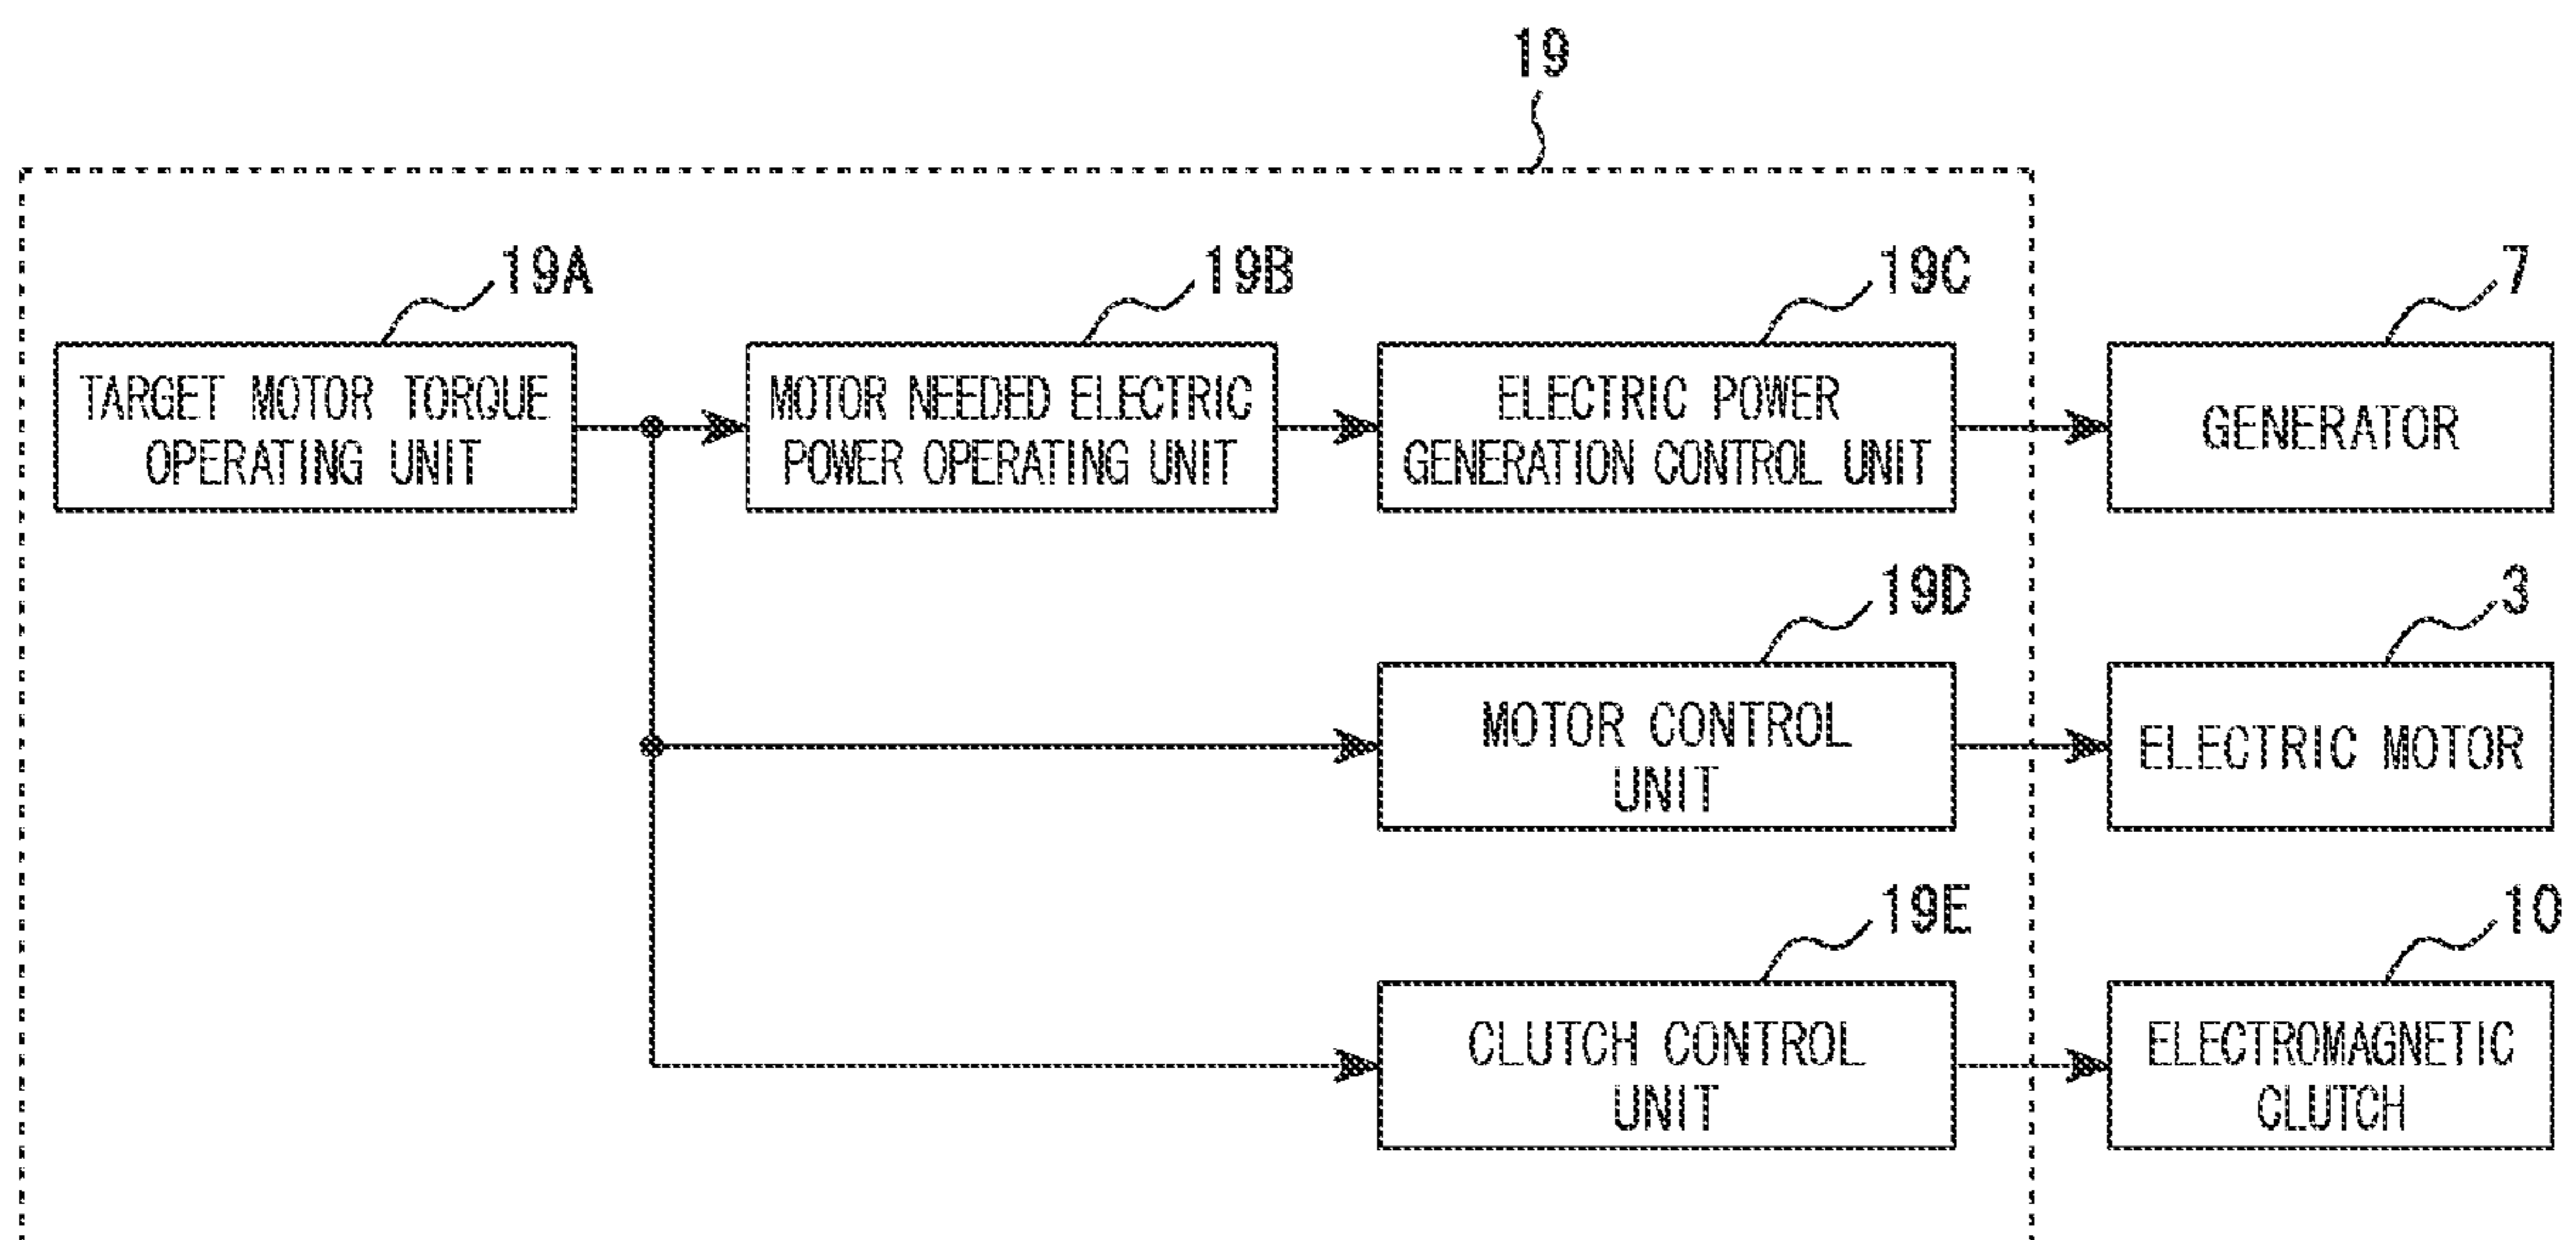 19
19A
19B
19C
7
TARGET MOTOR TORQUE
OPERATING UNIT
MOTOR NEEDED ELECTRIC
POWER OPERATING UNIT
ELECTRIC POWER
GENERATION CONTROL UNIT
GENERATOR
19D
3
MOTOR CONTROL
UNIT
ELECTRIC MOTOR
19E
10
CLUTCH CONTROL
UNIT
ELECTROMAGNETIC
CLUTCH